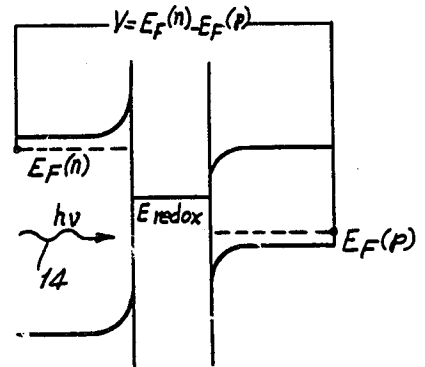 V=E_F(n)-E_F(p)
E_F(n)
E redox
hν
E_F(p)
14